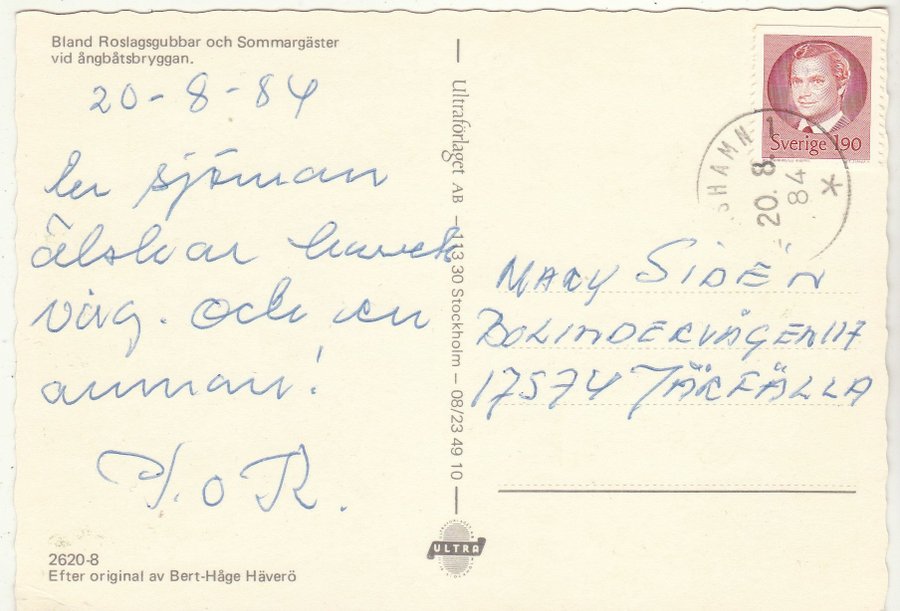 Bland Roslagsgubbar och Sommargäster
vid ångbåtsbryggan.
20-8-84
en sjöman
älskar havets
våg. och en
annan!
o R.
2620-8
Efter original av Bert-Håge Häverö
Ultraförlaget AB – 113 30 Stockholm – 08/23 49 10
ULTRA
Sverige 190
SHAMN
20. 8.
84
MARY SIDÉN
BOLINDERVÄGEN 117
17574 JÄRFÄLLA